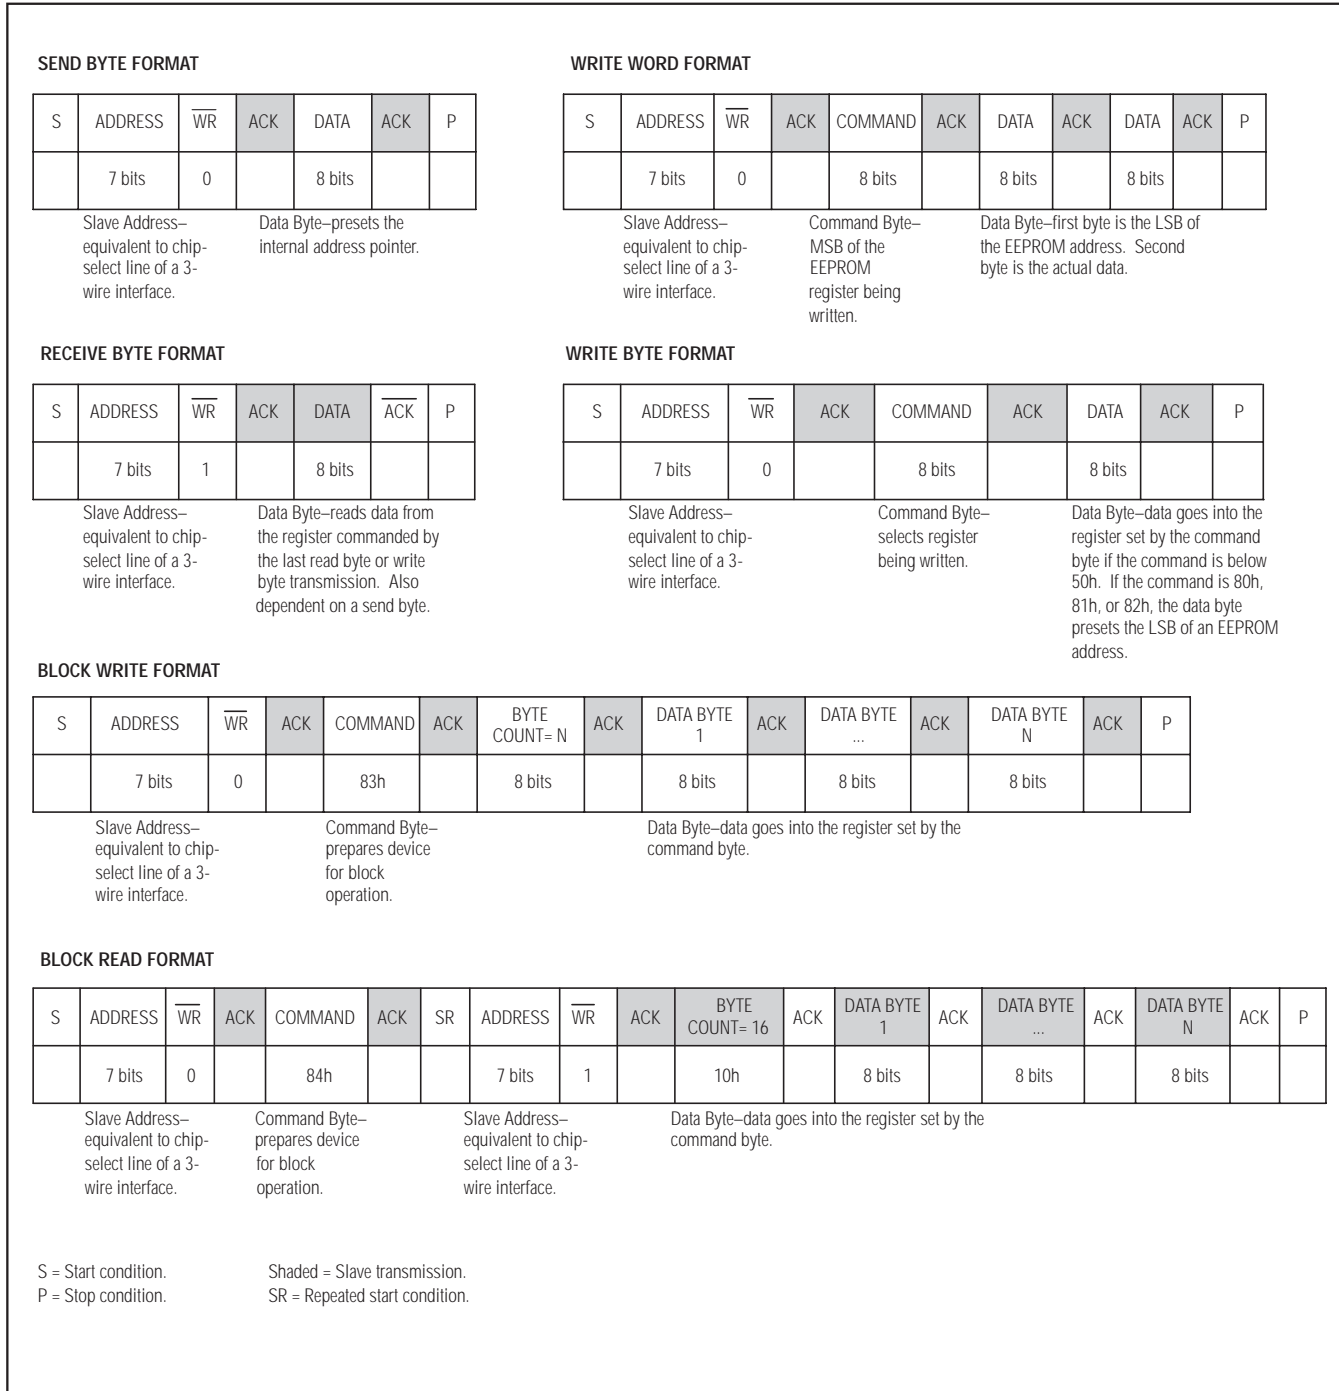 SEND BYTE FORMAT
S ADDRESS WR ACK DATA ACK P
7 bits 0 8 bits
Slave Address–
equivalent to chip-
select line of a 3-
wire interface.
Data Byte–presets the
internal address pointer.
WRITE WORD FORMAT
S ADDRESS WR ACK COMMAND ACK DATA ACK DATA ACK P
7 bits 0 8 bits 8 bits 8 bits
Slave Address–
equivalent to chip-
select line of a 3-
wire interface.
Command Byte–
MSB of the
EEPROM
register being
written.
Data Byte–first byte is the LSB of
the EEPROM address. Second
byte is the actual data.
RECEIVE BYTE FORMAT
S ADDRESS WR ACK DATA ACK P
7 bits 1 8 bits
Slave Address–
equivalent to chip-
select line of a 3-
wire interface.
Data Byte–reads data from
the register commanded by
the last read byte or write
byte transmission. Also
dependent on a send byte.
WRITE BYTE FORMAT
S ADDRESS WR ACK COMMAND ACK DATA ACK P
7 bits 0 8 bits 8 bits
Slave Address–
equivalent to chip-
select line of a 3-
wire interface.
Command Byte–
selects register
being written.
Data Byte–data goes into the
register set by the command
byte if the command is below
50h. If the command is 80h,
81h, or 82h, the data byte
presets the LSB of an EEPROM
address.
BLOCK WRITE FORMAT
S ADDRESS WR ACK COMMAND ACK BYTE COUNT= N ACK DATA BYTE 1 ACK DATA BYTE ... ACK DATA BYTE N ACK P
7 bits 0 83h 8 bits 8 bits 8 bits 8 bits
Slave Address–
equivalent to chip-
select line of a 3-
wire interface.
Command Byte–
prepares device
for block
operation.
Data Byte–data goes into the register set by the
command byte.
BLOCK READ FORMAT
S ADDRESS WR ACK COMMAND ACK SR ADDRESS WR ACK BYTE COUNT= 16 ACK DATA BYTE 1 ACK DATA BYTE ... ACK DATA BYTE N ACK P
7 bits 0 84h 7 bits 1 10h 8 bits 8 bits 8 bits
Slave Address–
equivalent to chip-
select line of a 3-
wire interface.
Command Byte–
prepares device
for block
operation.
Slave Address–
equivalent to chip-
select line of a 3-
wire interface.
Data Byte–data goes into the register set by the
command byte.
S = Start condition. Shaded = Slave transmission.
P = Stop condition. SR = Repeated start condition.